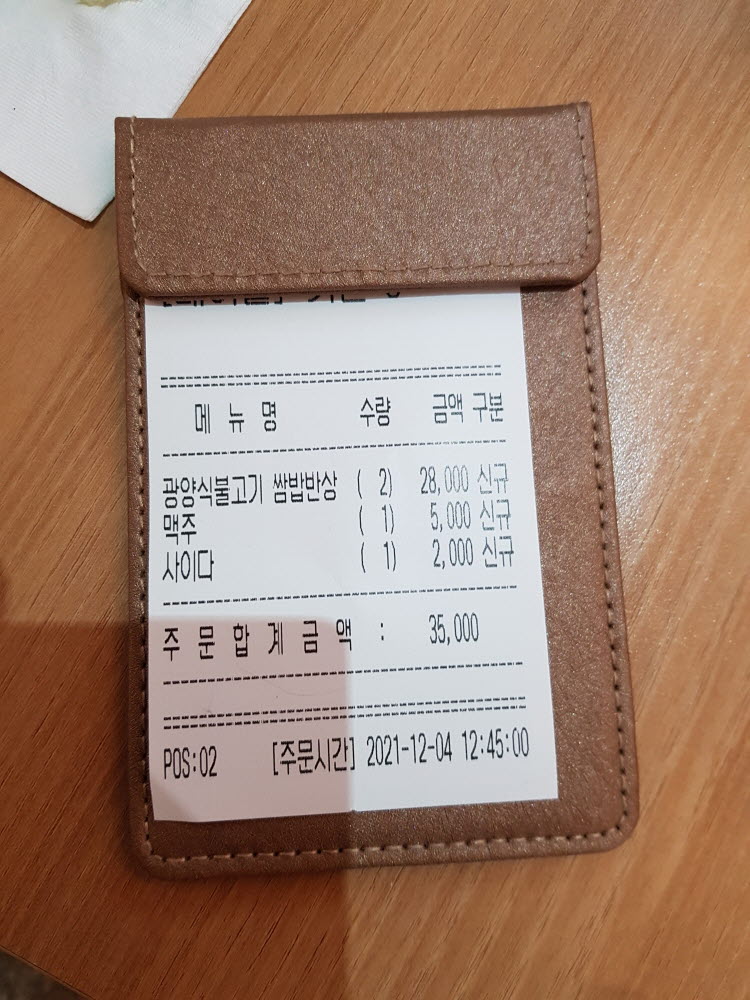 메 뉴 명 수량 금액 구분
광양식불고기 쌈밥반상 ( 2) 28,000 신규
맥주 ( 1) 5,000 신규
사이다 ( 1) 2,000 신규
주 문 합 계 금 액 : 35,000
POS:02 [주문시간] 2021-12-04 12:45:00